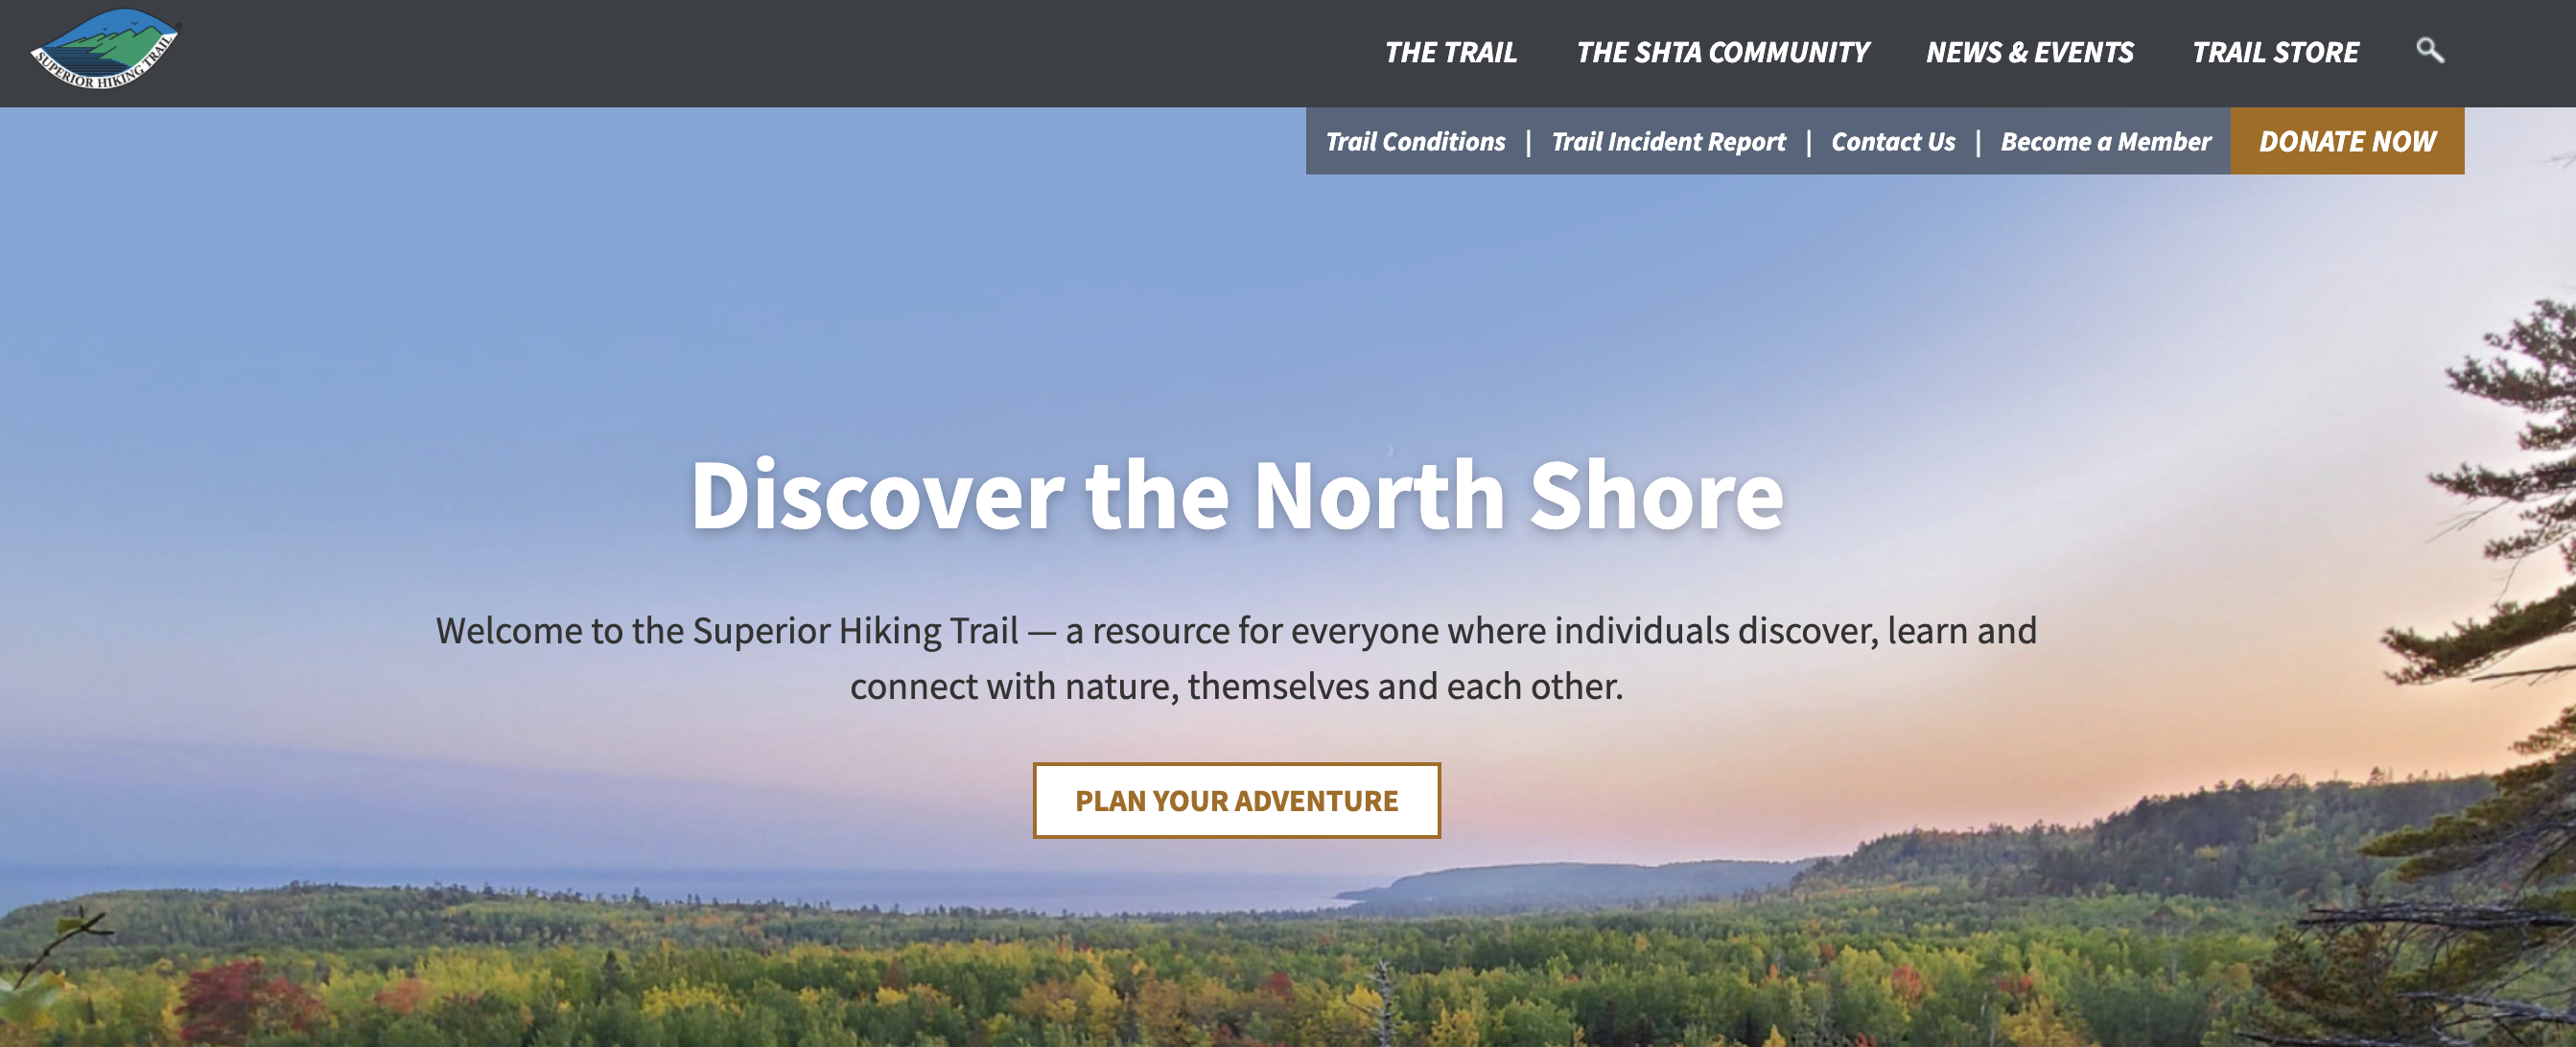 SUPERIOR HIKING TRAIL
THE TRAIL THE SHTA COMMUNITY NEWS & EVENTS TRAIL STORE
Trail Conditions | Trail Incident Report | Contact Us | Become a Member DONATE NOW
Discover the North Shore
Welcome to the Superior Hiking Trail — a resource for everyone where individuals discover, learn and
connect with nature, themselves and each other.
PLAN YOUR ADVENTURE